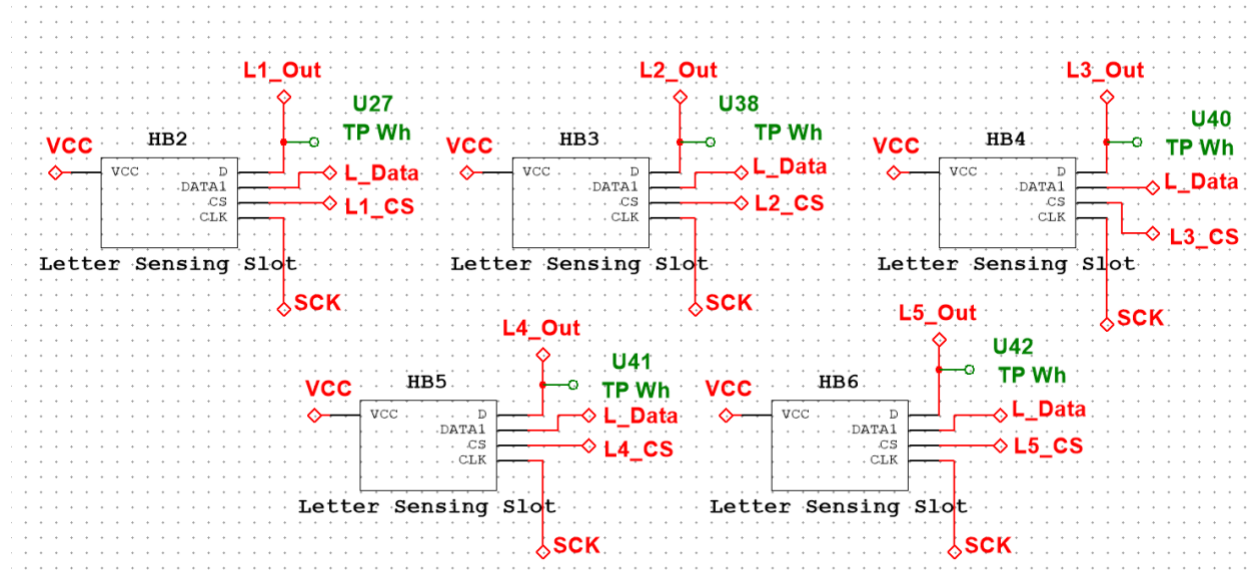 L1_Out
U27
TP Wh
HB2
VCC
VCC
D
DATA1
CS
CLK
L_Data
L1_CS
Letter Sensing Slot
SCK
L2_Out
U38
TP Wh
HB3
VCC
VCC
D
DATA1
CS
CLK
L_Data
L2_CS
Letter Sensing Slot
SCK
L3_Out
U40
TP Wh
HB4
VCC
VCC
D
DATA1
CS
CLK
L_Data
L3_CS
Letter Sensing Slot
SCK
L4_Out
U41
TP Wh
HB5
VCC
VCC
D
DATA1
CS
CLK
L_Data
L4_CS
Letter Sensing Slot
SCK
L5_Out
U42
TP Wh
HB6
VCC
VCC
D
DATA1
CS
CLK
L_Data
L5_CS
Letter Sensing Slot
SCK